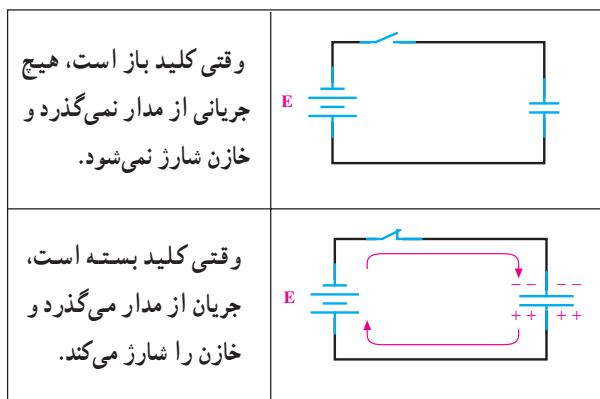 وقتی کلید باز است، هیچ
جریانی از مدار نمی‌گذرد و
خازن شارژ نمی‌شود.
E
وقتی کلید بسته است،
جریان از مدار می‌گذرد و
خازن را شارژ می‌کند.
E
− − − −
+ + + +